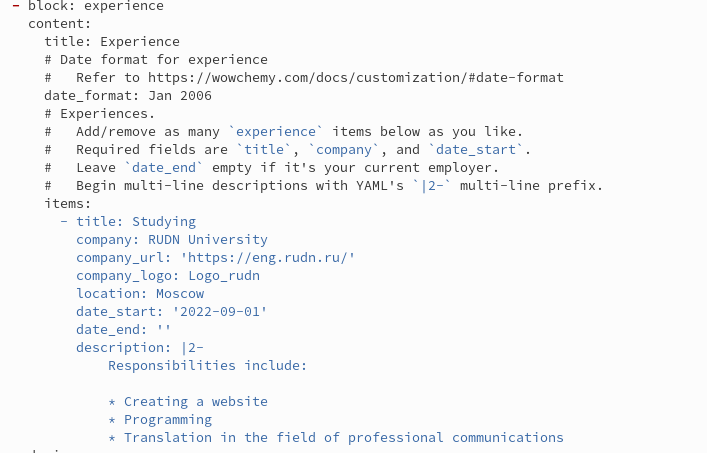 - block: experience
  content:
    title: Experience
    # Date format for experience
    #   Refer to https://wowchemy.com/docs/customization/#date-format
    date_format: Jan 2006
    # Experiences.
    #   Add/remove as many `experience` items below as you like.
    #   Required fields are `title`, `company`, and `date_start`.
    #   Leave `date_end` empty if it's your current employer.
    #   Begin multi-line descriptions with YAML's `|2-` multi-line prefix.
    items:
      - title: Studying
        company: RUDN University
        company_url: 'https://eng.rudn.ru/'
        company_logo: Logo_rudn
        location: Moscow
        date_start: '2022-09-01'
        date_end: ''
        description: |2-
            Responsibilities include:

            * Creating a website
            * Programming
            * Translation in the field of professional communications